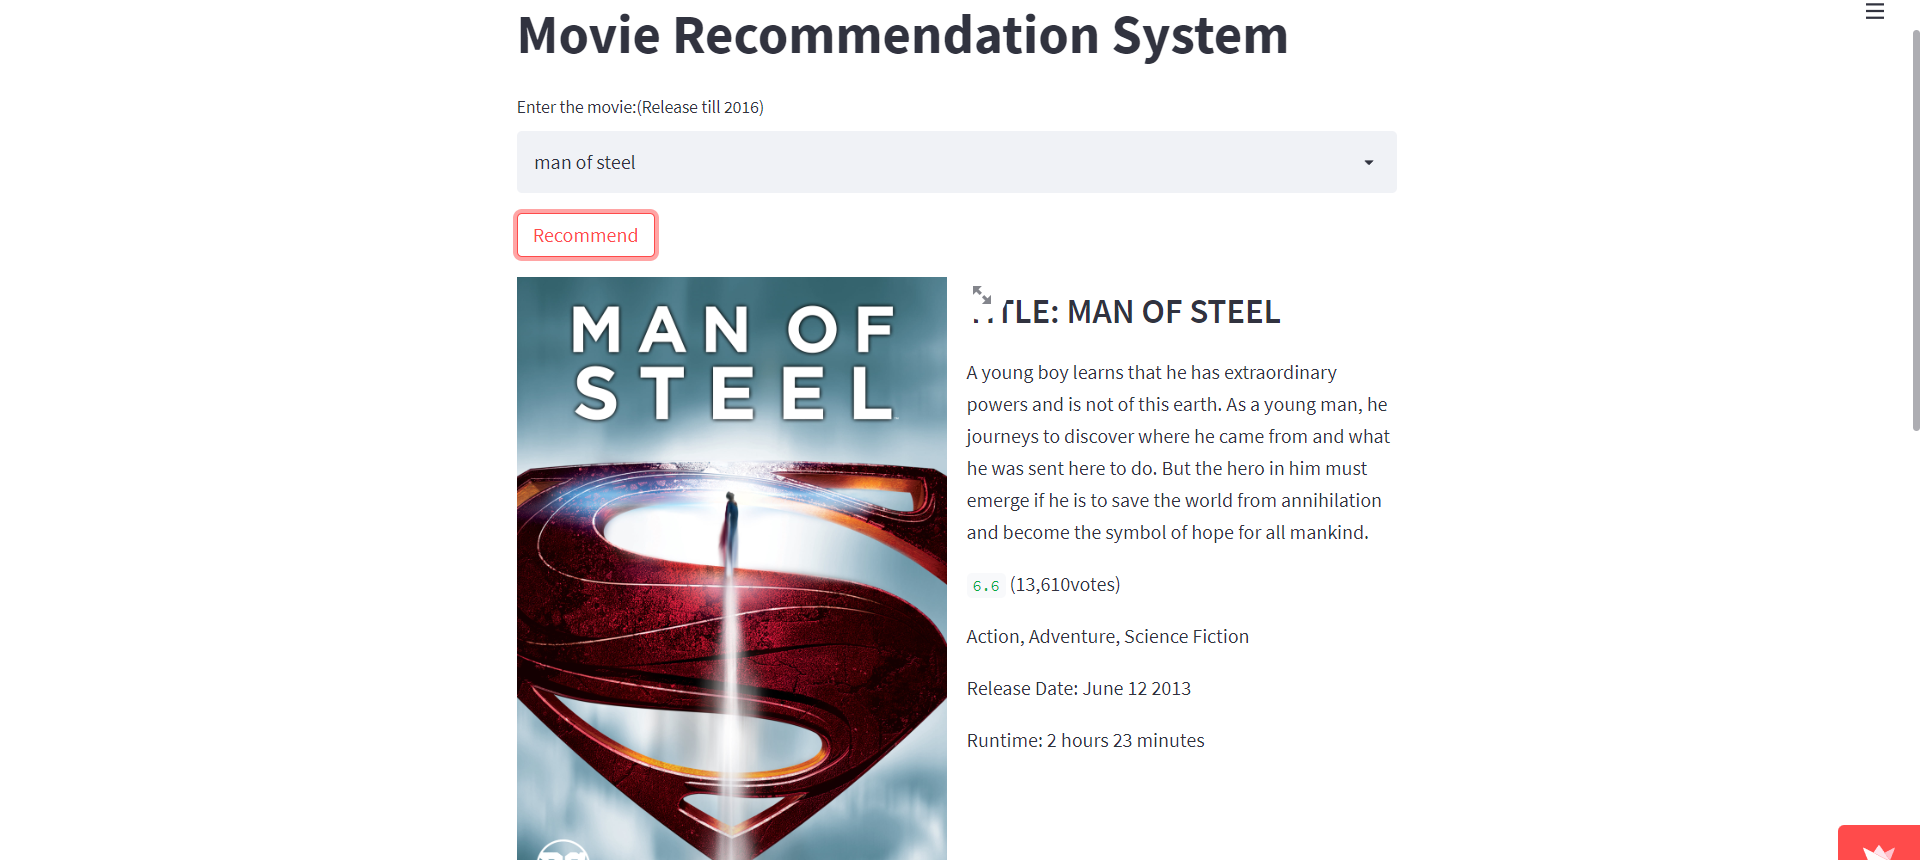 Movie Recommendation System
Enter the movie:(Release till 2016)
man of steel
Recommend
MAN OF
STEEL
TLE: MAN OF STEEL
A young boy learns that he has extraordinary
powers and is not of this earth. As a young man, he
journeys to discover where he came from and what
he was sent here to do. But the hero in him must
emerge if he is to save the world from annihilation
and become the symbol of hope for all mankind.
6.6 (13,610votes)
Action, Adventure, Science Fiction
Release Date: June 12 2013
Runtime: 2 hours 23 minutes